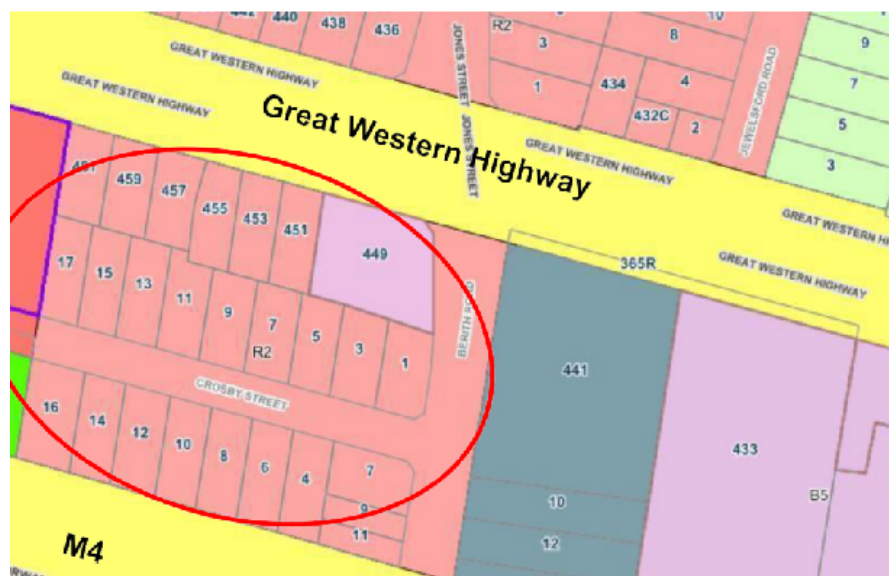 442
440
438
436
R2
3
1
JONES STREET
JONES STREET
10
8
434
4
432C
2
JEWELSFORD ROAD
9
7
5
3
GREAT WESTERN HIGHWAY
GREAT WESTERN HIGHWAY
Great Western Highway
GREAT WESTERN HIGHWAY
GREAT WESTERN
GREAT WESTERN HIGHWAY
459
457
455
453
451
449
365R
17
15
13
11
9
7
5
3
1
R2
BERITH ROAD
CROSBY STREET
441
433
B5
10
12
16
14
12
10
8
6
4
7
9
11
M4